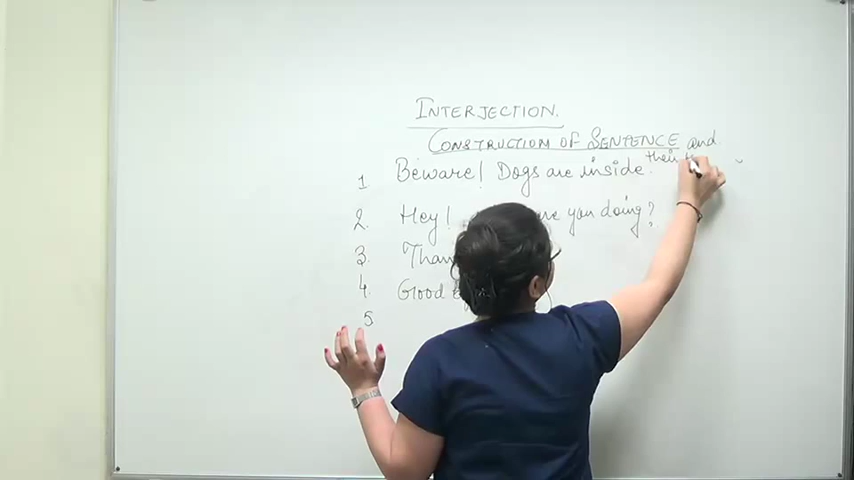 INTERJECTION.
CONSTRUCTION OF SENTENCE and
their
1. Beware! Dogs are inside.
2. Hey! are you doing?
3.
4. Good
5